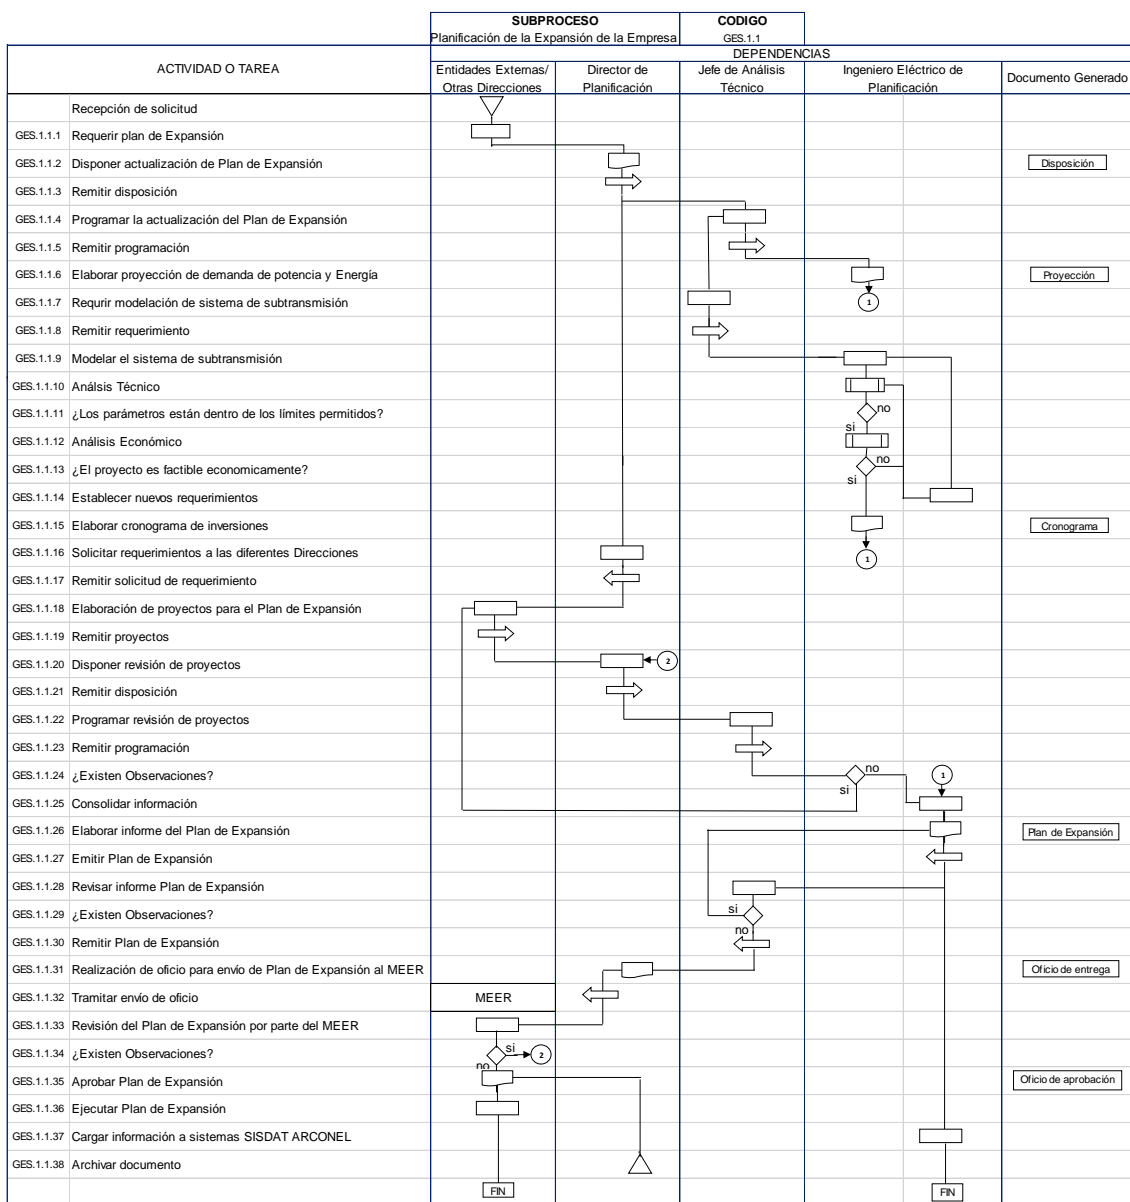 SUBPROCESO CODIGO
Planificación de la Expansión de la Empresa GES.1.1
DEPENDENCIAS
ACTIVIDAD O TAREA
Entidades Externas/ Director de Jefe de Análisis Ingeniero Eléctrico de
Otras Direcciones Planificación Técnico Planificación Documento Generado
Recepción de solicitud
GES.1.1.1 Requerir plan de Expansión
GES.1.1.2 Disponer actualización de Plan de Expansión Disposición
GES.1.1.3 Remitir disposición
GES.1.1.4 Programar la actualización del Plan de Expansión
GES.1.1.5 Remitir programación
GES.1.1.6 Elaborar proyección de demanda de potencia y Energía Proyección
GES.1.1.7 Requrir modelación de sistema de subtransmisión 1
GES.1.1.8 Remitir requerimiento
GES.1.1.9 Modelar el sistema de subtransmisión
GES.1.1.10 Análsis Técnico
GES.1.1.11 ¿Los parámetros están dentro de los límites permitidos? no
si
GES.1.1.12 Análisis Económico
GES.1.1.13 ¿El proyecto es factible economicamente? no
si
GES.1.1.14 Establecer nuevos requerimientos
GES.1.1.15 Elaborar cronograma de inversiones Cronograma
GES.1.1.16 Solicitar requerimientos a las diferentes Direcciones 1
GES.1.1.17 Remitir solicitud de requerimiento
GES.1.1.18 Elaboración de proyectos para el Plan de Expansión
GES.1.1.19 Remitir proyectos
GES.1.1.20 Disponer revisión de proyectos 2
GES.1.1.21 Remitir disposición
GES.1.1.22 Programar revisión de proyectos
GES.1.1.23 Remitir programación
GES.1.1.24 ¿Existen Observaciones? no 1
si
GES.1.1.25 Consolidar información
GES.1.1.26 Elaborar informe del Plan de Expansión Plan de Expansión
GES.1.1.27 Emitir Plan de Expansión
GES.1.1.28 Revisar informe Plan de Expansión
GES.1.1.29 ¿Existen Observaciones? si
no
GES.1.1.30 Remitir Plan de Expansión
GES.1.1.31 Realización de oficio para envío de Plan de Expansión al MEER Oficio de entrega
GES.1.1.32 Tramitar envío de oficio MEER
GES.1.1.33 Revisión del Plan de Expansión por parte del MEER
GES.1.1.34 ¿Existen Observaciones? si 2
no
GES.1.1.35 Aprobar Plan de Expansión Oficio de aprobación
GES.1.1.36 Ejecutar Plan de Expansión
GES.1.1.37 Cargar información a sistemas SISDAT ARCONEL
GES.1.1.38 Archivar documento
FIN FIN